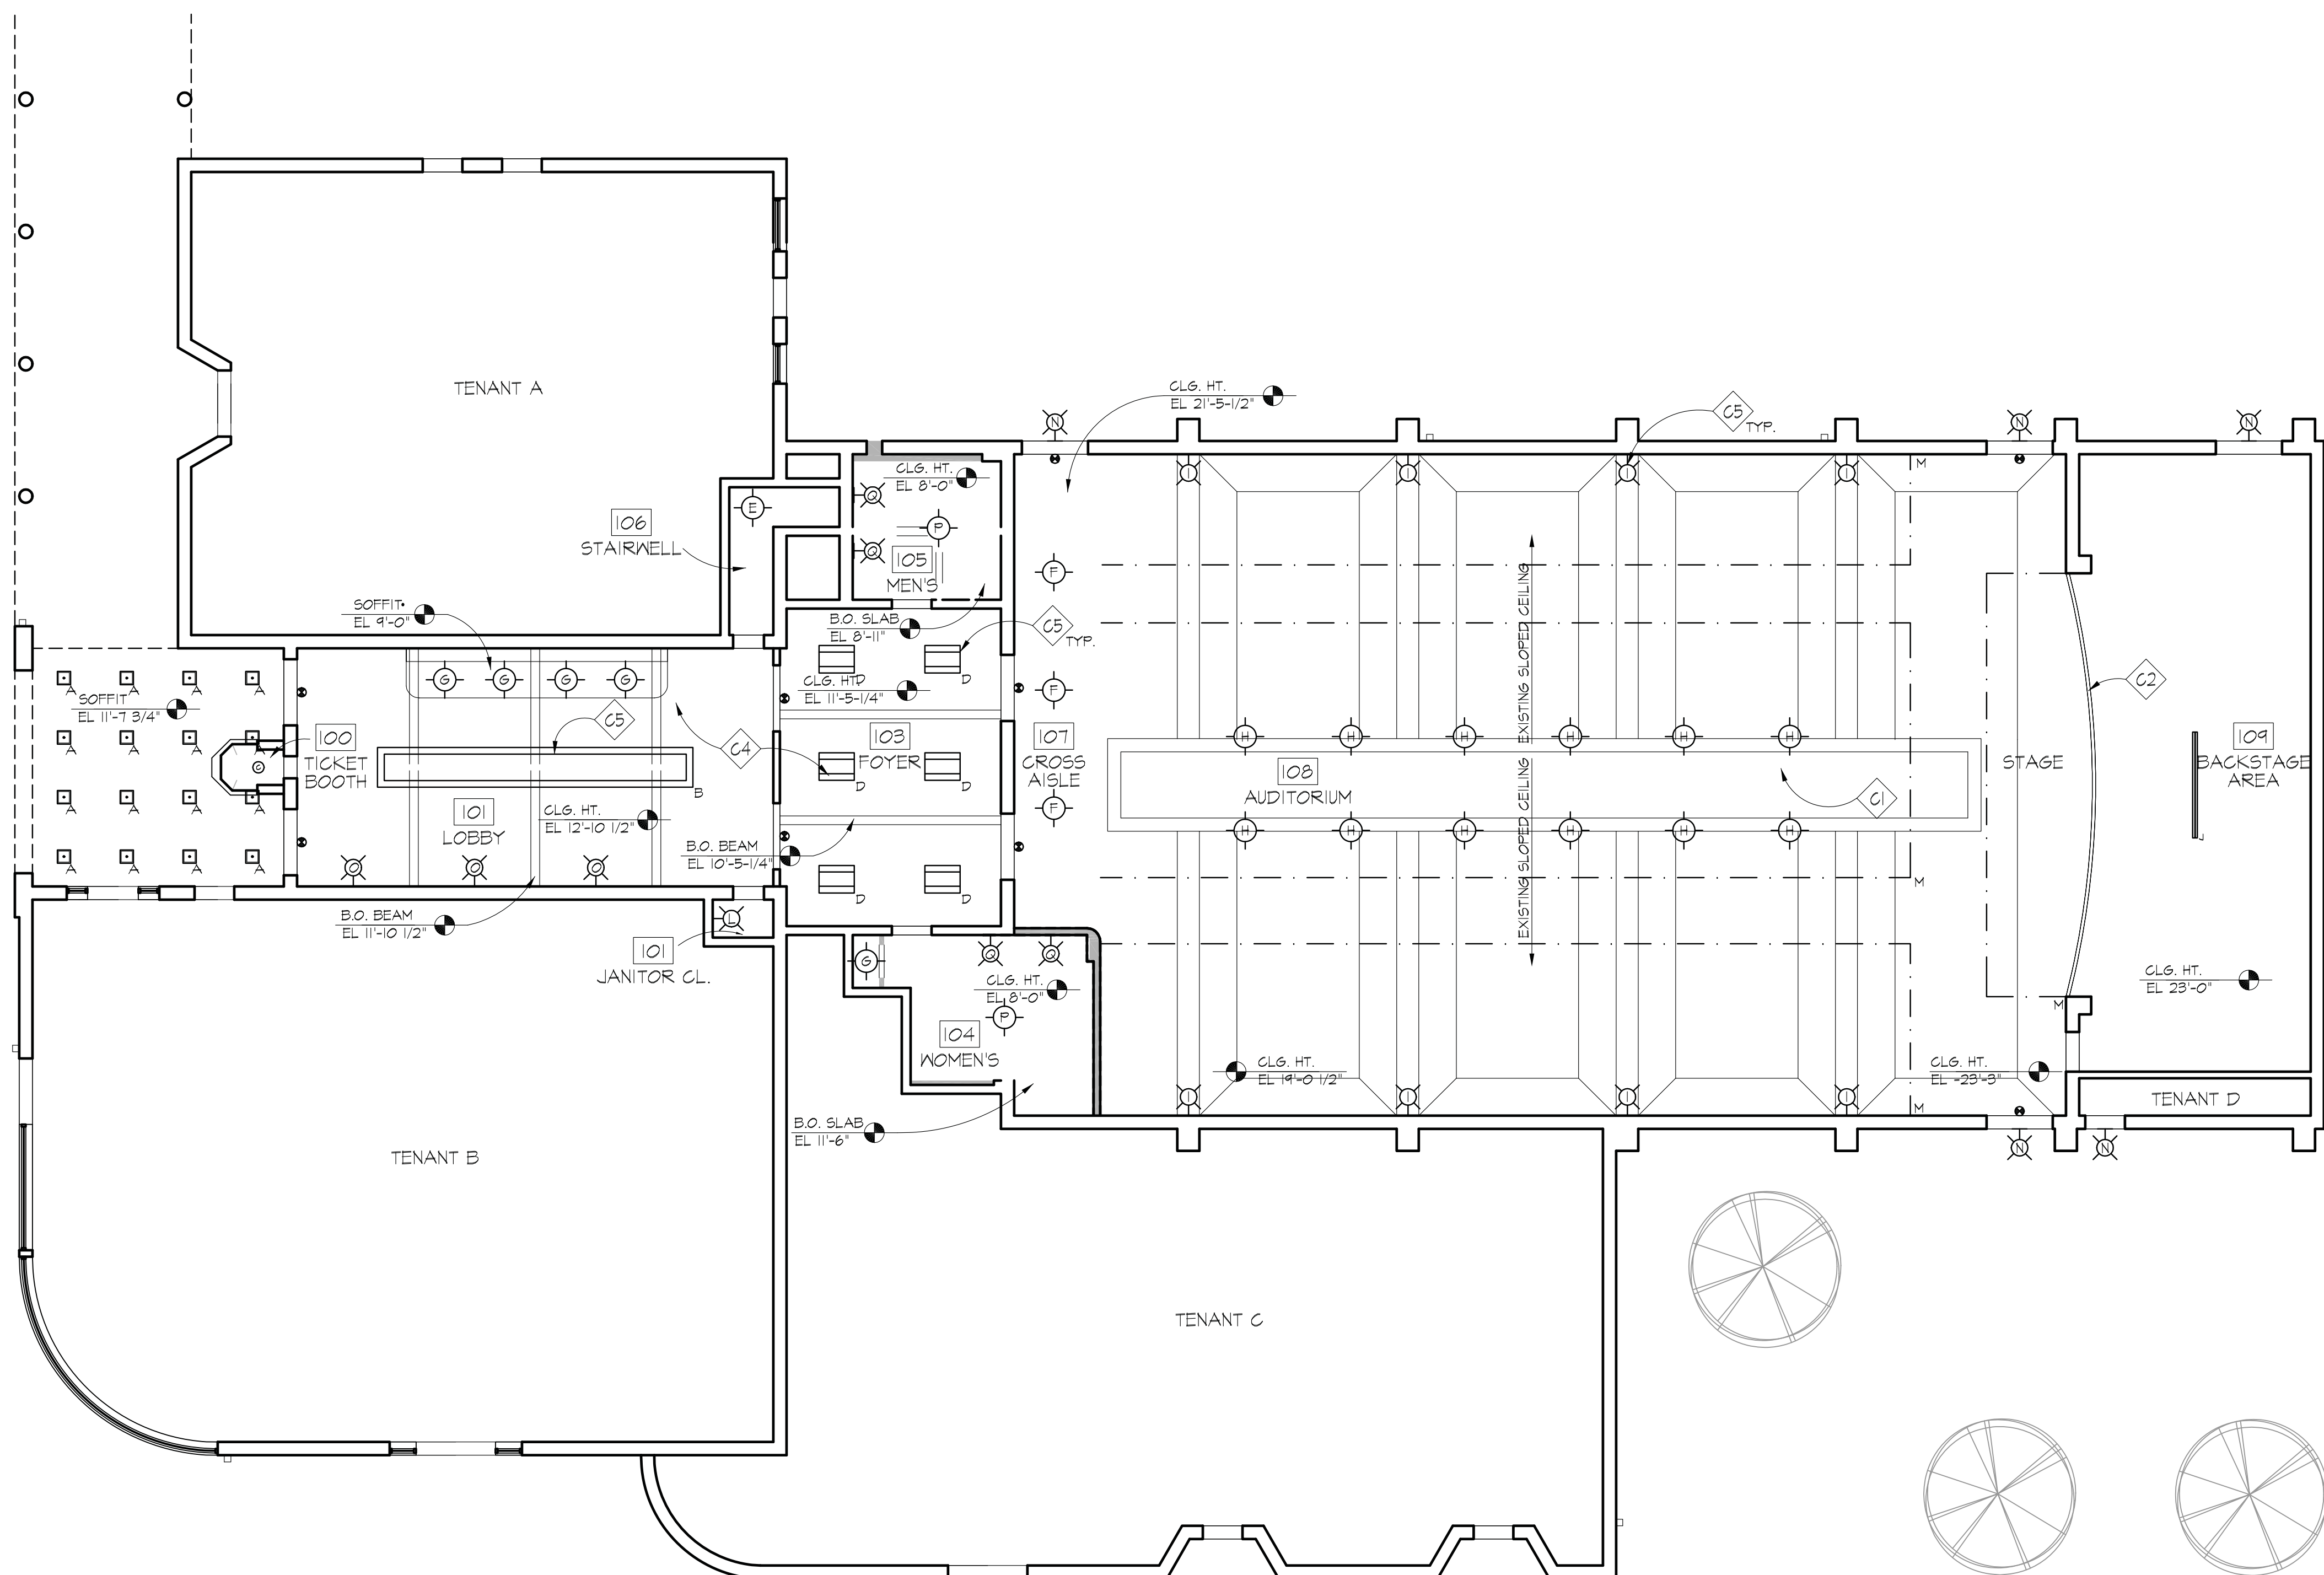 TENANT A
CLG. HT.
EL 21'-5-1/2"
C5
TYP.
N
N
N
M
CLG. HT.
EL 8'-0"
I
I
I
I
Q
E
P
106
STAIRWELL
Q
105
MEN'S
F
EXISTING SLOPED CEILING
SOFFIT
EL 9'-0"
B.O. SLAB
EL 8'-11"
C5
TYP.
G
G
G
G
D
D
A
A
A
A
SOFFIT
EL 11'-7 3/4"
CLG. HT.
EL 11'-5-1/4"
F
C2
C5
100
TICKET
BOOTH
C
C4
103
FOYER
107
CROSS
AISLE
H
H
H
H
H
H
A
A
A
A
D
D
B
108
AUDITORIUM
C1
STAGE
109
BACKSTAGE
AREA
J
101
LOBBY
CLG. HT.
EL 12'-10 1/2"
A
A
A
A
F
H
H
H
H
H
H
EXISTING SLOPED CEILING
B.O. BEAM
EL 10'-5-1/4"
A
A
A
A
O
O
O
D
D
M
B.O. BEAM
EL 11'-10 1/2"
L
101
JANITOR CL.
G
Q
Q
CLG. HT.
EL 8'-0"
P
CLG. HT.
EL 23'-0"
M
104
WOMEN'S
CLG. HT.
EL 19'-0 1/2"
CLG. HT.
EL -23'-3"
I
I
I
I
M
TENANT D
B.O. SLAB
EL 11'-6"
N
N
TENANT B
TENANT C